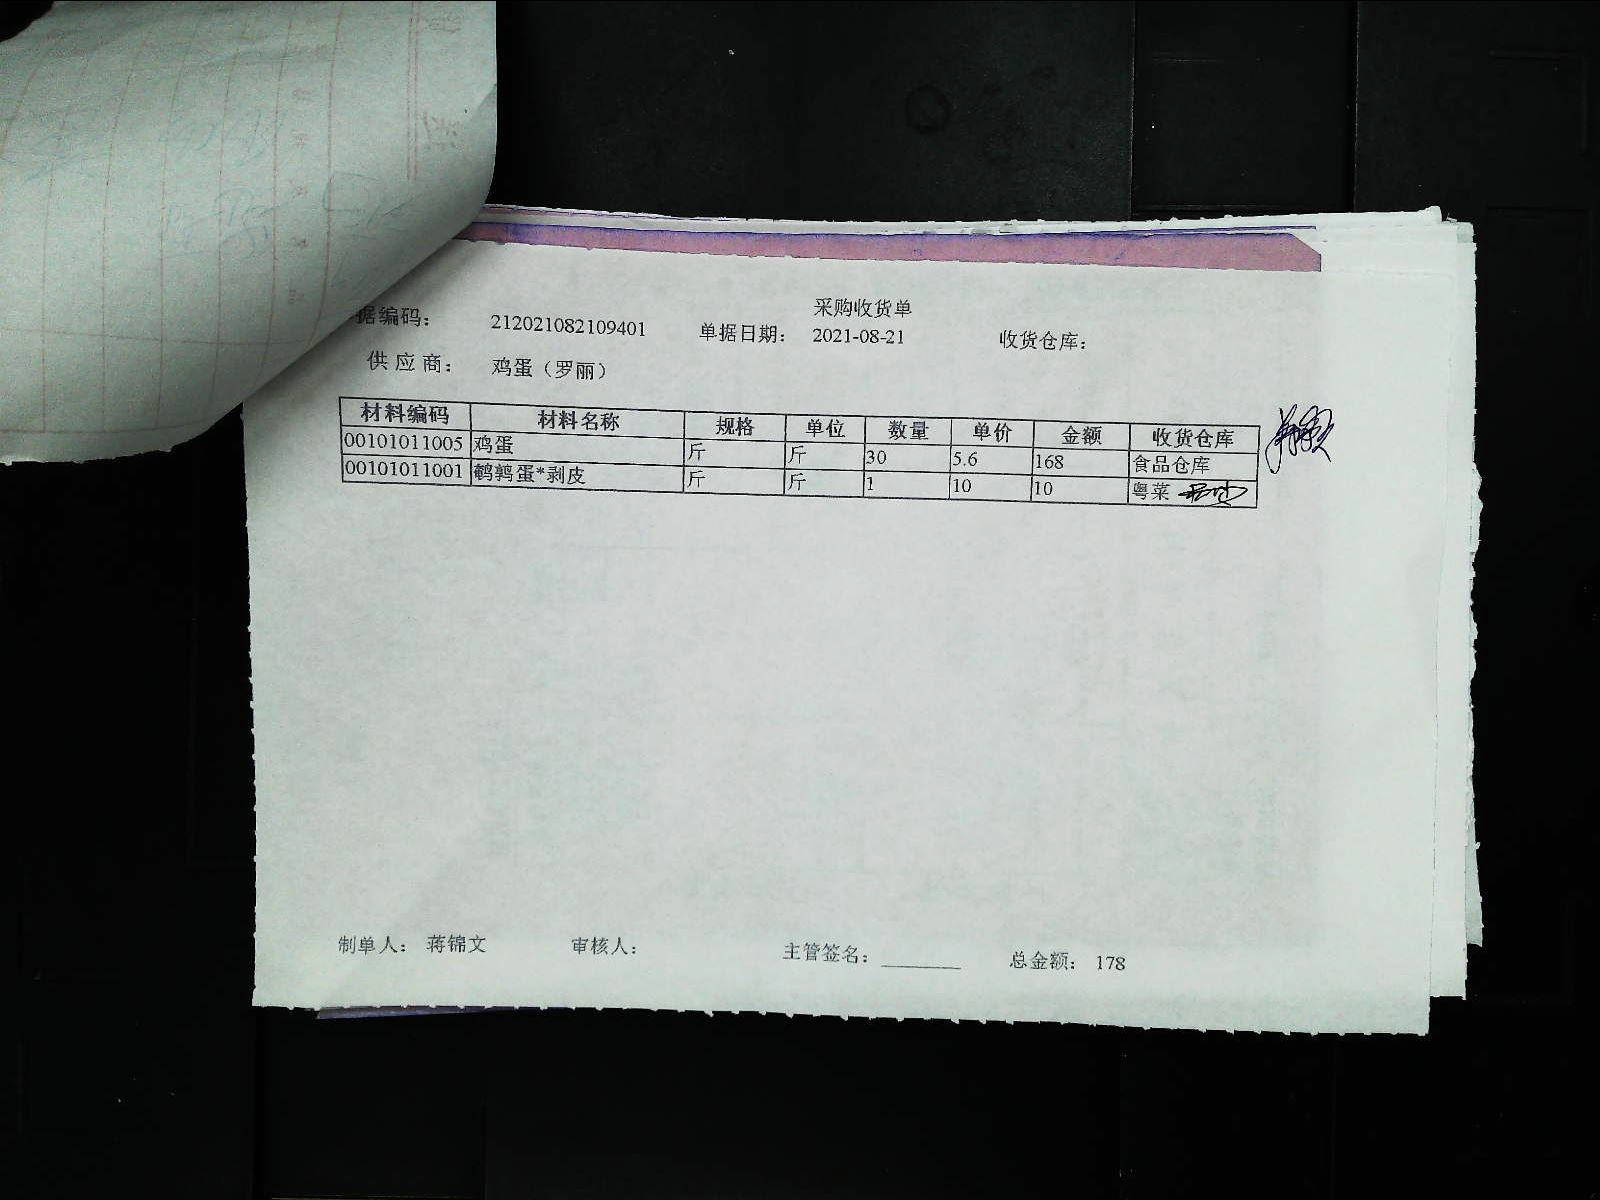 采购收货单
据编码： 212021082109401 单据日期： 2021-08-21 收货仓库：
供应商： 鸡蛋（罗丽）
材料编码 材料名称 规格 单位 数量 单价 金额 收货仓库
00101011005 鸡蛋 斤 斤 30 5.6 168 食品仓库
00101011001 鹌鹑蛋*剥皮 斤 斤 1 10 10 粤菜
制单人： 蒋锦文 审核人： 主管签名： 总金额： 178